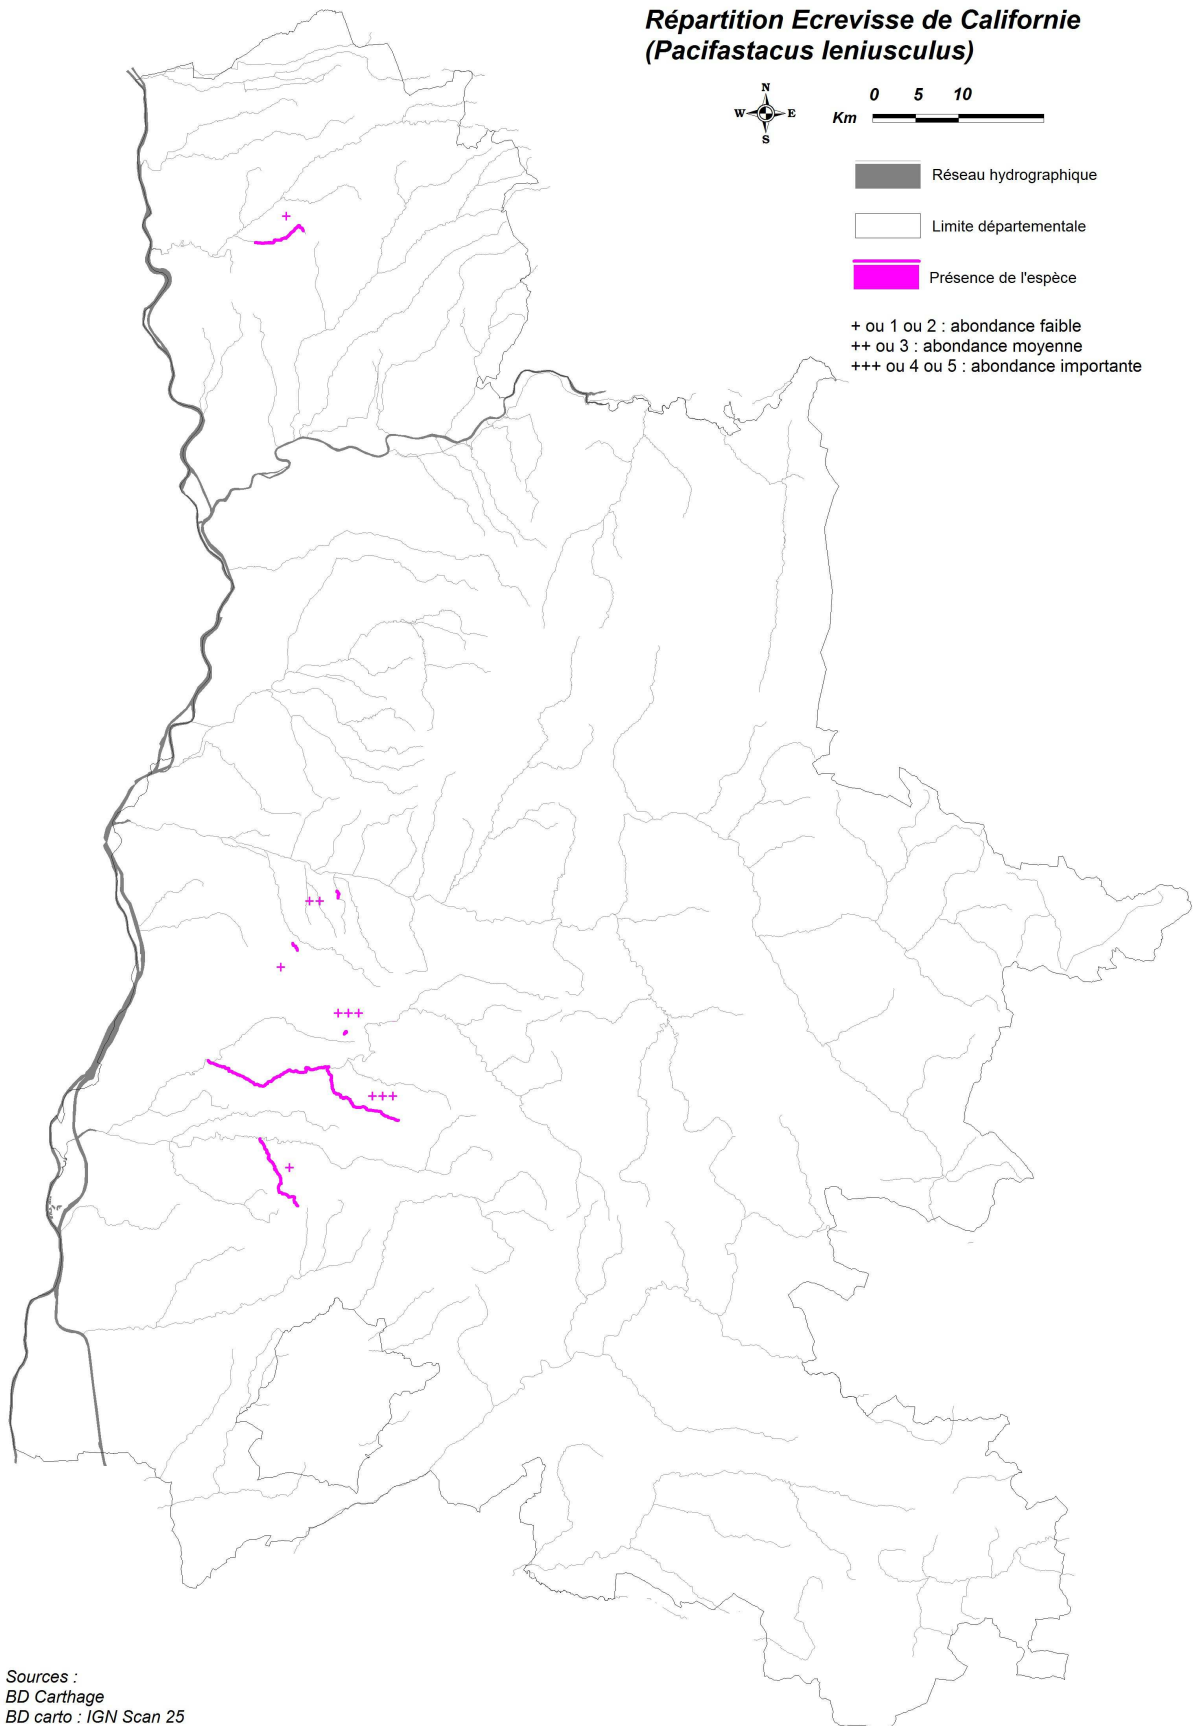 Répartition Ecrevisse de Californie
(Pacifastacus leniusculus)
N
W E
S
0 5 10
Km
Réseau hydrographique
Limite départementale
Présence de l'espèce
+ ou 1 ou 2 : abondance faible
++ ou 3 : abondance moyenne
+++ ou 4 ou 5 : abondance importante
+
++
+
+++
+++
+
Sources :
BD Carthage
BD carto : IGN Scan 25